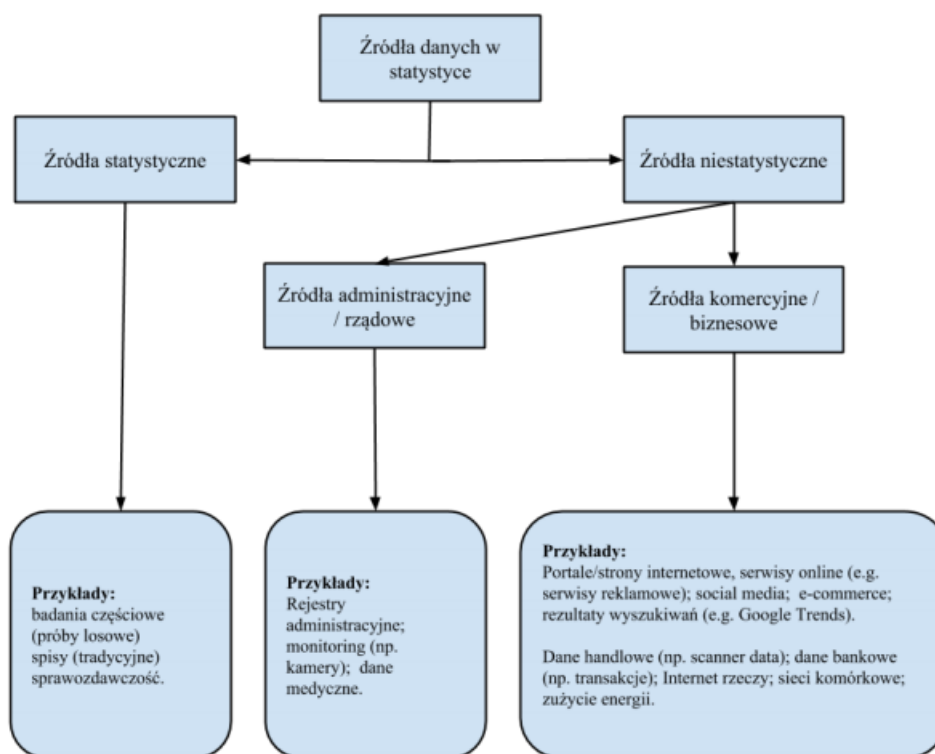 Źródła danych w
statystyce
Źródła statystyczne
Źródła niestatystyczne
Źródła administracyjne
/ rządowe
Źródła komercyjne /
biznesowe
Przykłady:
badania częściowe
(próby losowe)
spisy (tradycyjne)
sprawozdawczość.
Przykłady:
Rejestry
administracyjne;
monitoring (np.
kamery); dane
medyczne.
Przykłady:
Portale/strony internetowe, serwisy online (e.g.
serwisy reklamowe); social media; e-commerce;
rezultaty wyszukiwań (e.g. Google Trends).
Dane handlowe (np. scanner data); dane bankowe
(np. transakcje); Internet rzeczy; sieci komórkowe;
zużycie energii.